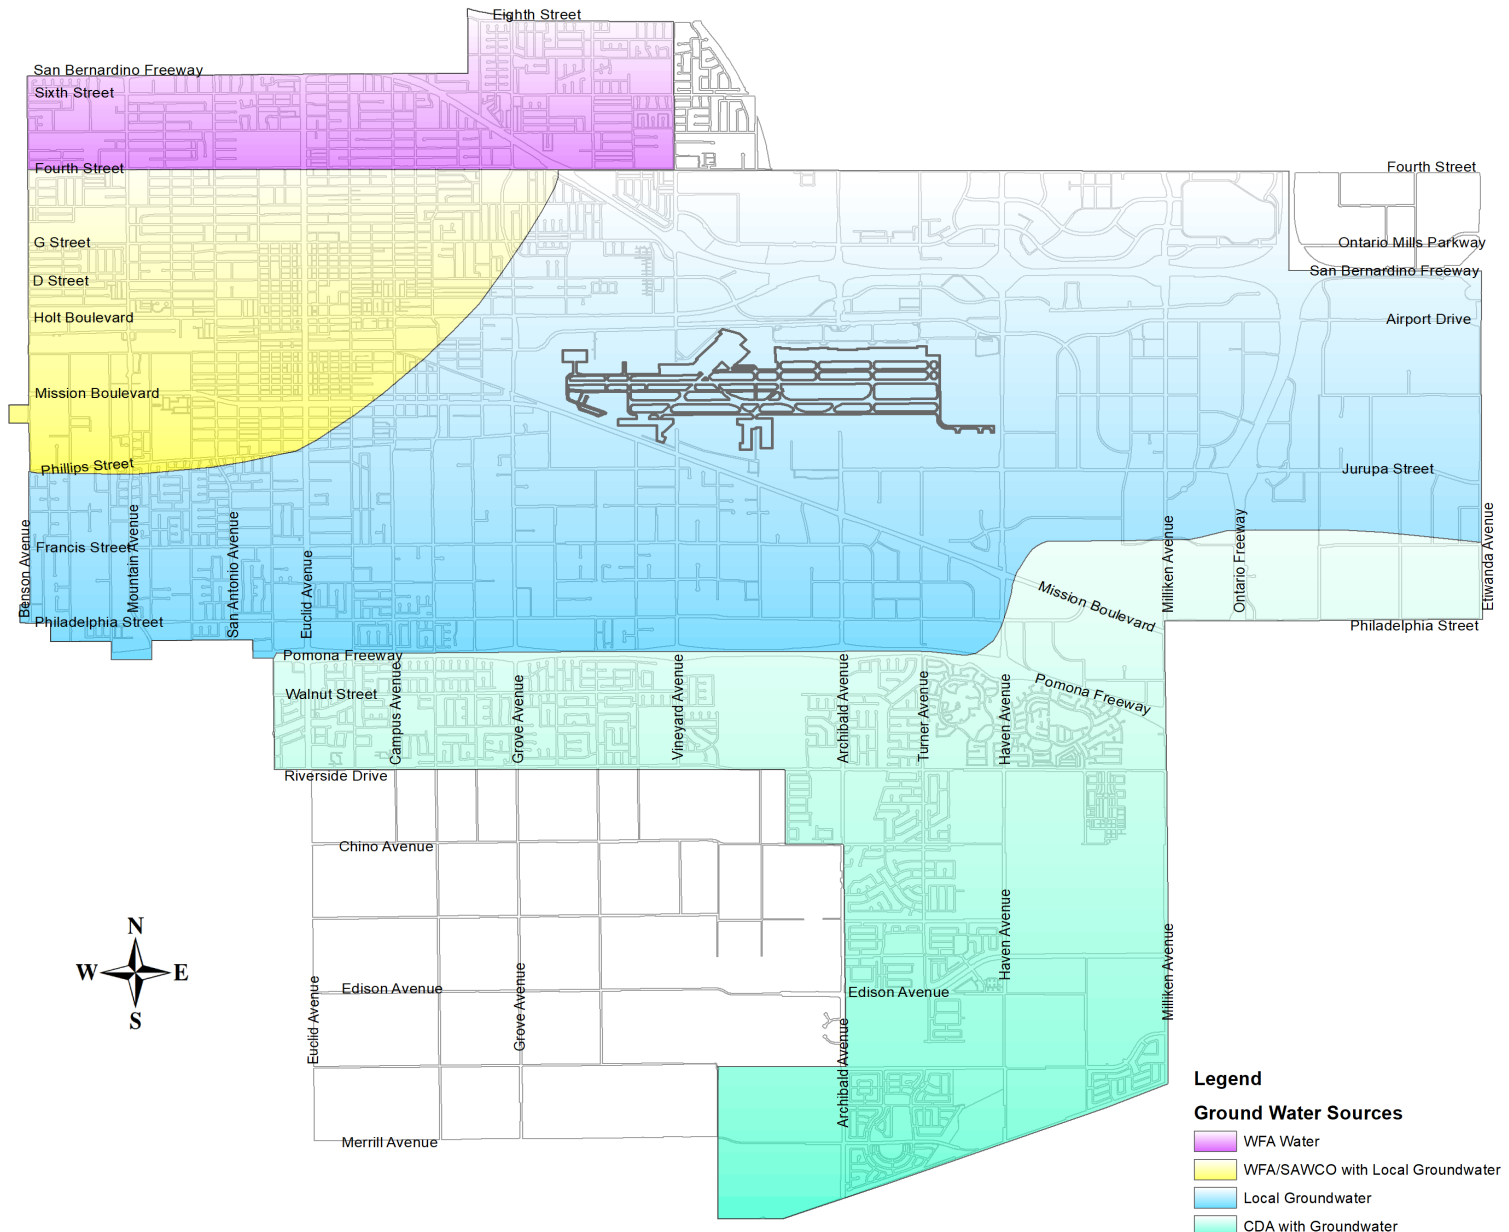 Eighth Street
San Bernardino Freeway
Sixth Street
Fourth Street
Fourth Street
G Street
Ontario Mills Parkway
San Bernardino Freeway
D Street
Holt Boulevard
Airport Drive
Mission Boulevard
Phillips Street
Jurupa Street
Benson Avenue
Mountain Avenue
San Antonio Avenue
Euclid Avenue
Francis Street
Milliken Avenue
Ontario Freeway
Etiwanda Avenue
Mission Boulevard
Philadelphia Street
Philadelphia Street
Pomona Freeway
Walnut Street
Campus Avenue
Grove Avenue
Vineyard Avenue
Archibald Avenue
Turner Avenue
Haven Avenue
Pomona Freeway
Riverside Drive
Chino Avenue
Haven Avenue
Milliken Avenue
N
W
E
S
Edison Avenue
Edison Avenue
Euclid Avenue
Grove Avenue
Archibald Avenue
Merrill Avenue
Legend
Ground Water Sources
WFA Water
WFA/SAWCO with Local Groundwater
Local Groundwater
CDA with Groundwater